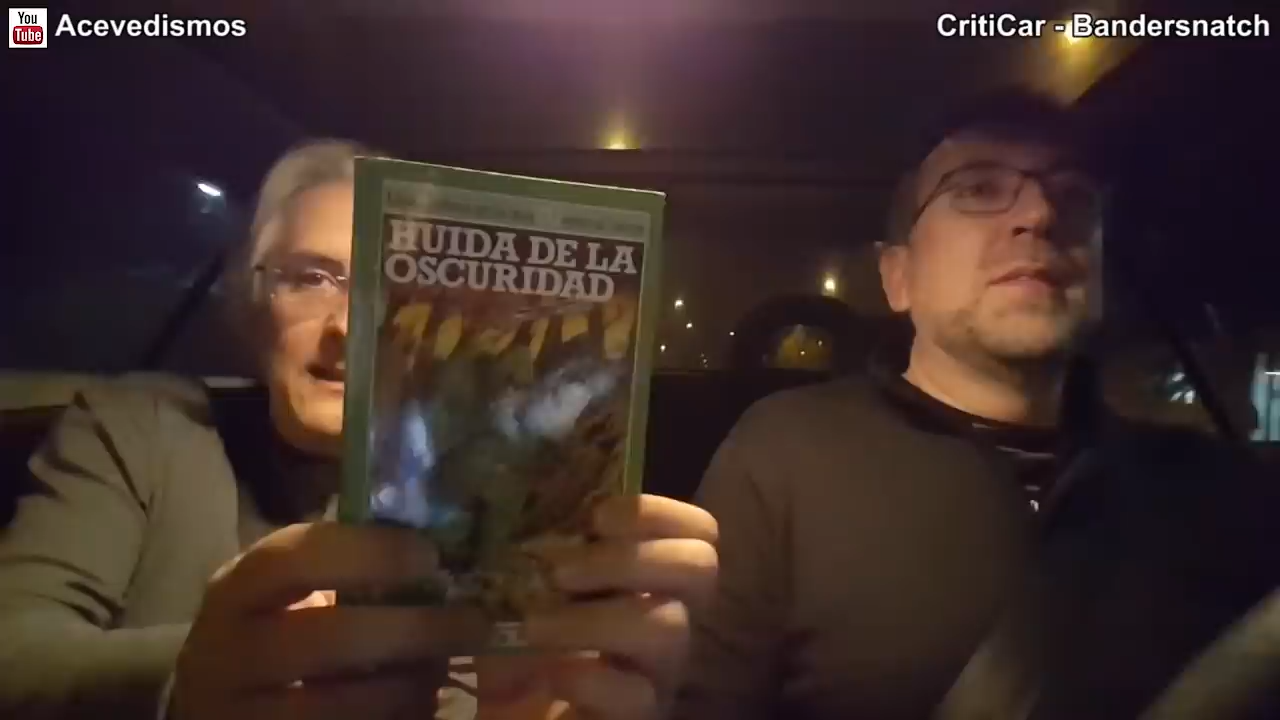 You
Tube
Acevedismos
CritiCar - Bandersnatch
HUIDA DE LA
OSCURIDAD